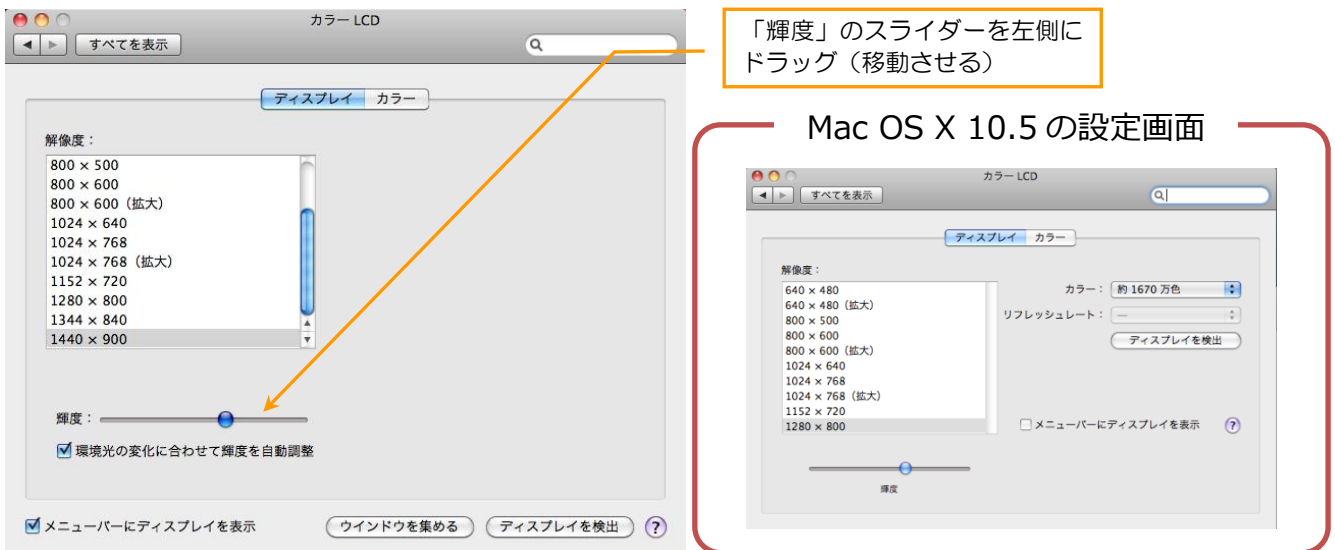 カラー LCD
すべてを表示
ディスプレイ カラー
解像度：
800 × 500
800 × 600
800 × 600（拡大）
1024 × 640
1024 × 768
1024 × 768（拡大）
1152 × 720
1280 × 800
1344 × 840
1440 × 900
輝度：
環境光の変化に合わせて輝度を自動調整
メニューバーにディスプレイを表示 ウインドウを集める ディスプレイを検出 ?
「輝度」のスライダーを左側に
ドラッグ（移動させる）
Mac OS X 10.5 の設定画面
カラー LCD
すべてを表示
ディスプレイ カラー
解像度：
640 × 480
640 × 480（拡大）
800 × 500
800 × 600
800 × 600（拡大）
1024 × 640
1024 × 768
1024 × 768（拡大）
1152 × 720
1280 × 800
カラー： 約 1670 万色
リフレッシュレート： —
ディスプレイを検出
メニューバーにディスプレイを表示 ?
輝度